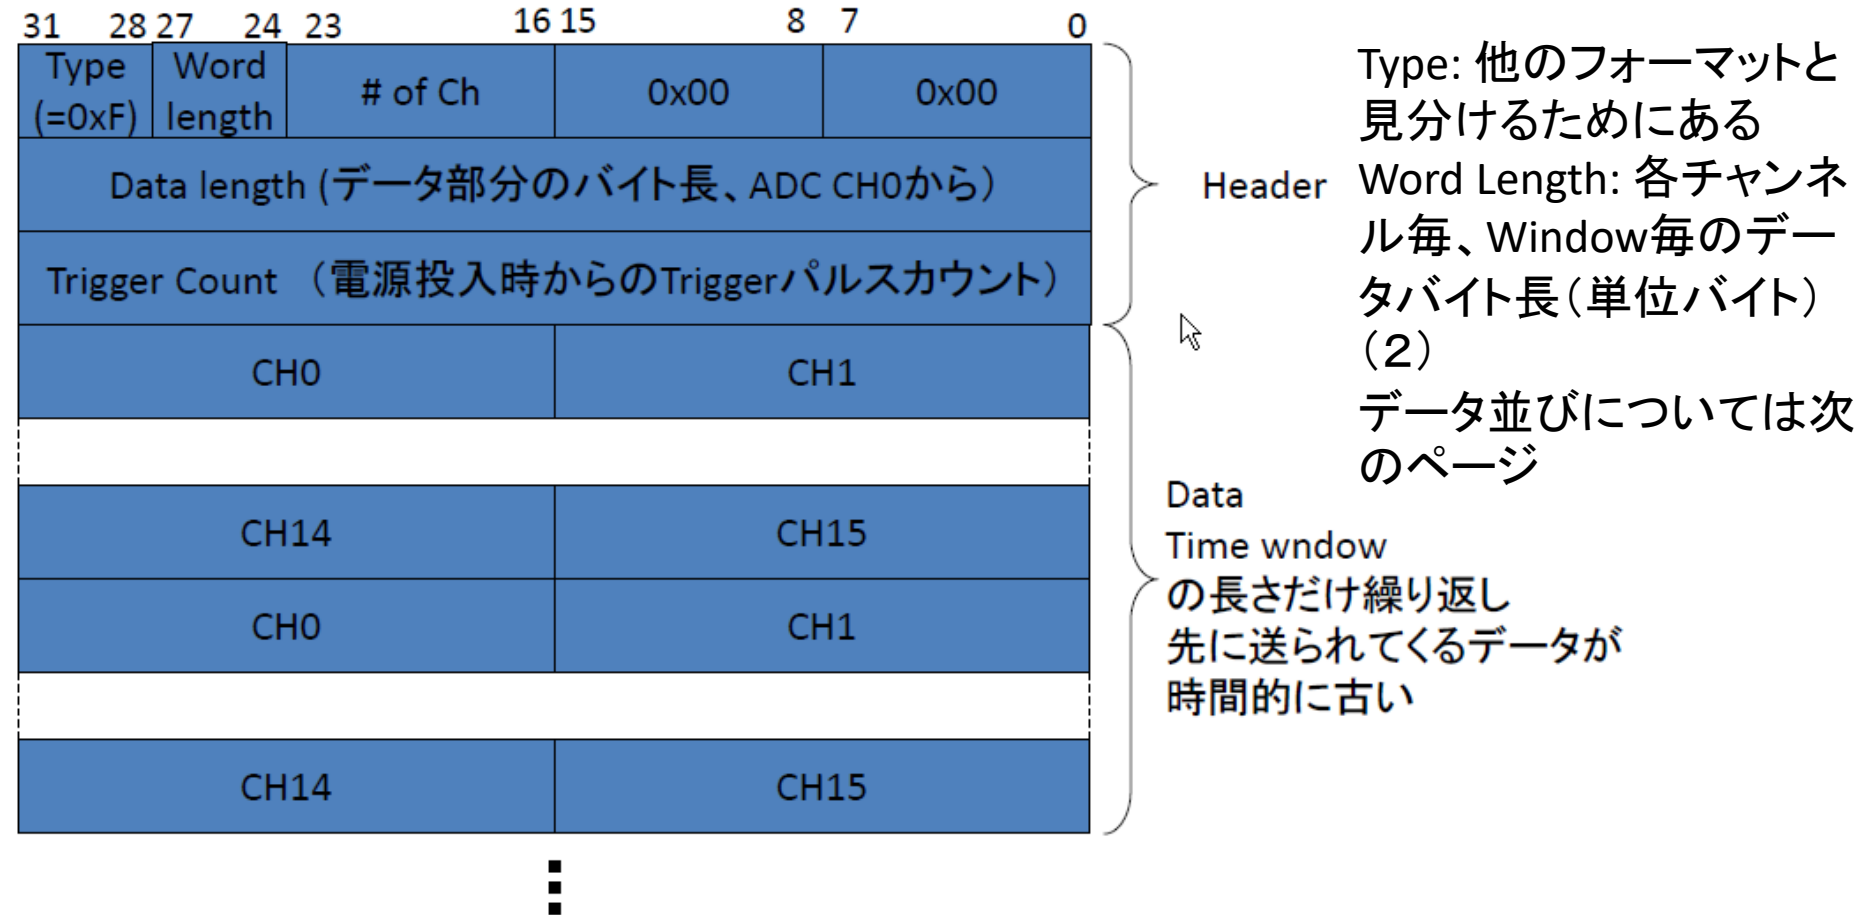 31 28 27 24 23 16 15 8 7 0
Type
(=0xF)
Word
length
# of Ch
0x00
0x00
Data length (データ部分のバイト長、ADC CH0から)
Trigger Count （電源投入時からのTriggerパルスカウント）
CH0
CH1
CH14
CH15
CH0
CH1
CH14
CH15
Header
Data
Time wndow
の長さだけ繰り返し
先に送られてくるデータが
時間的に古い
Type: 他のフォーマットと
見分けるためにある
Word Length: 各チャンネ
ル毎、Window毎のデー
タバイト長（単位バイト）
（２）
データ並びについては次
のページ